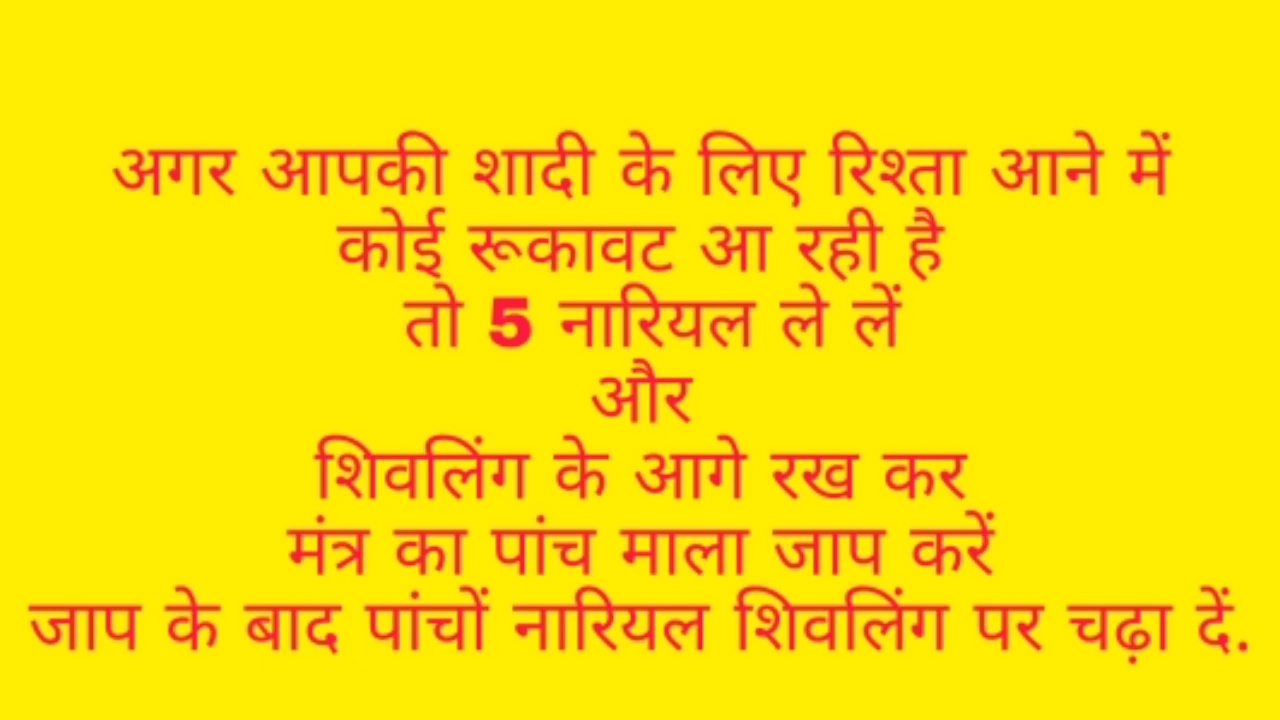 अगर आपकी शादी के लिए रिश्ता आने में
कोई रूकावट आ रही है
तो 5 नारियल ले लें
और
शिवलिंग के आगे रख कर
मंत्र का पांच माला जाप करें
जाप के बाद पांचों नारियल शिवलिंग पर चढ़ा दें.